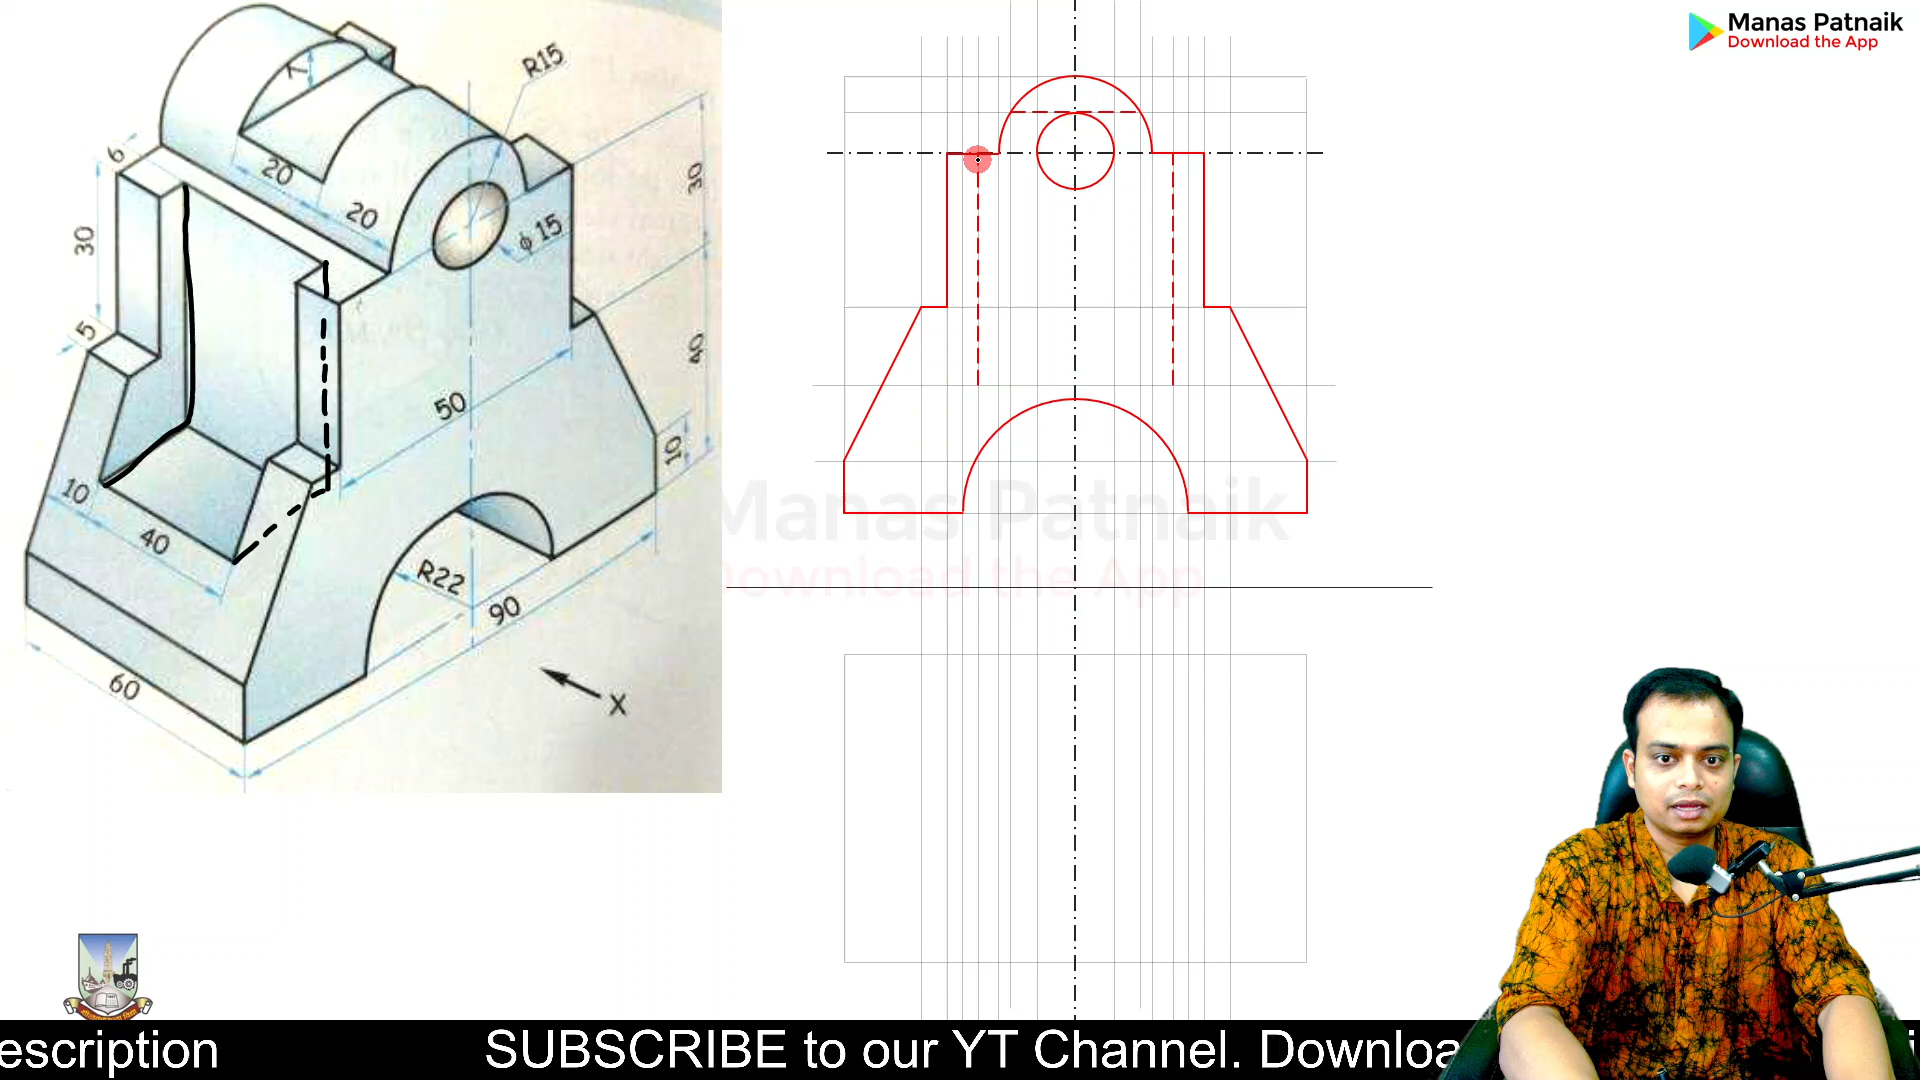 Manas Patnaik
Download the App
R15
7
6
20
20
30
30
φ 15
5
40
50
10
10
40
R22
90
60
X
Manas Patnaik
Download the App
escription SUBSCRIBE to our YT Channel. Downloa